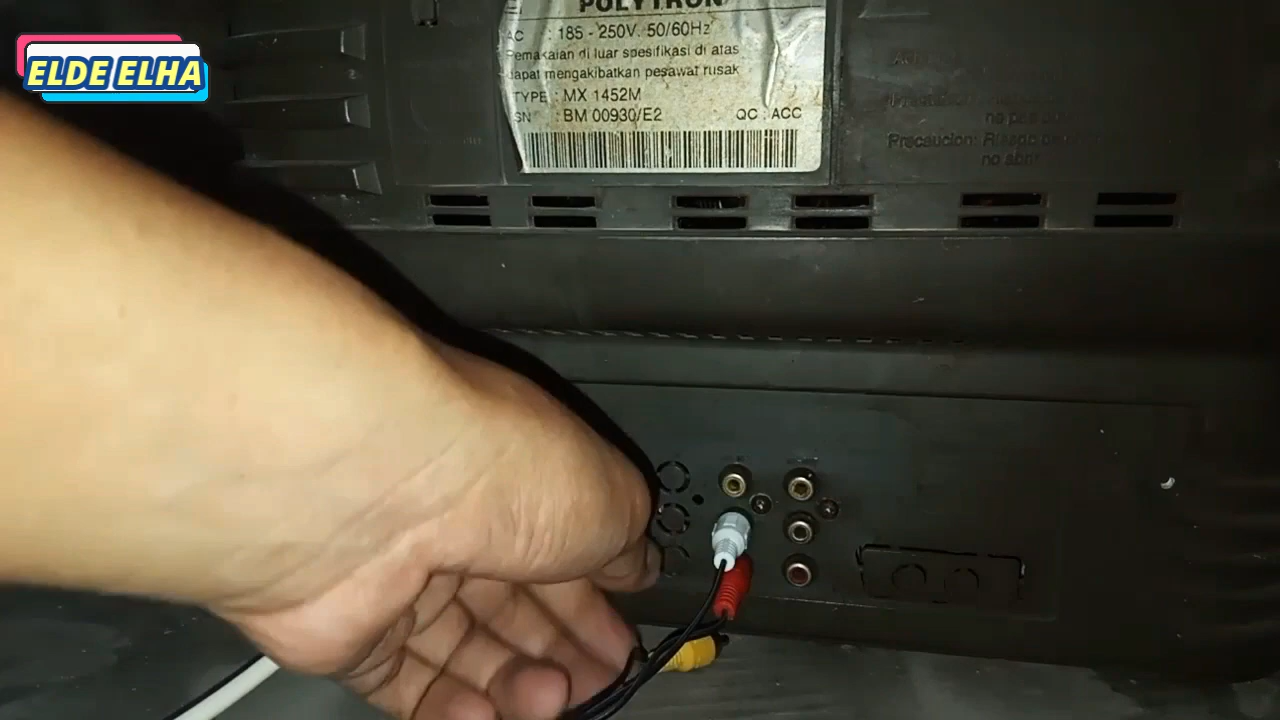 ELDE ELHA
POLYTRON
AC : 185 - 250V. 50/60Hz
Pemakaian di luar spesifikasi di atas
dapat mengakibatkan pesawat rusak
TYPE : MX 1452M
SN : BM 00930/E2 QC : ACC
no abrir
Precaucion: